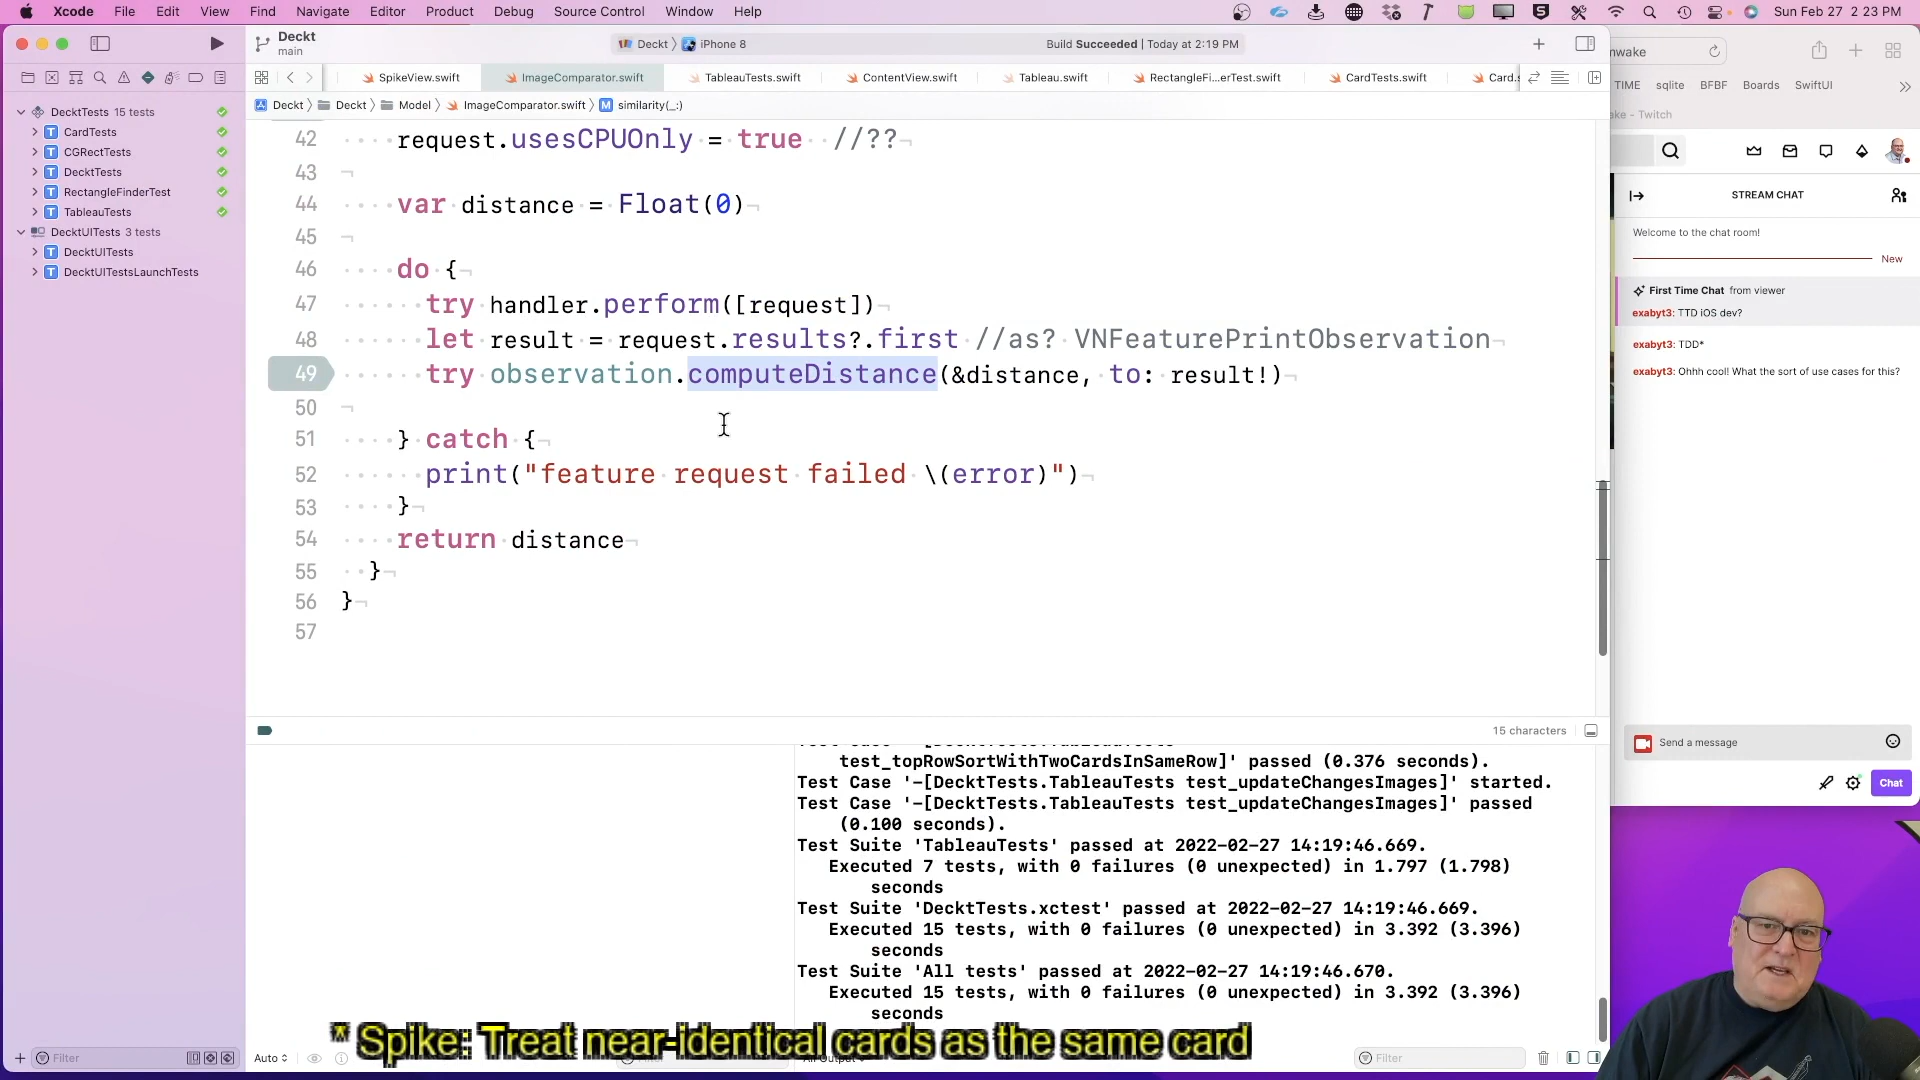 Xcode File Edit View Find Navigate Editor Product Debug Source Control Window Help
Sun Feb 27 2:23 PM
Deckt
main
Deckt iPhone 8
Build Succeeded | Today at 2:19 PM
SpikeView.swift ImageComparator.swift TableauTests.swift ContentView.swift Tableau.swift RectangleFi...erTest.swift CardTests.swift Card.s
Deckt Deckt Model ImageComparator.swift similarity(_:)
DecktTests 15 tests
CardTests
CGRectTests
DecktTests
RectangleFinderTest
TableauTests
DecktUITests 3 tests
DecktUITests
DecktUITestsLaunchTests
42 request.usesCPUOnly = true //??
43
44 var distance = Float(0)
45
46 do {
47 try handler.perform([request])
48 let result = request.results?.first //as? VNFeaturePrintObservation
49 try observation.computeDistance(&distance, to: result!)
50
51 } catch {
52 print("feature request failed \(error)")
53 }
54 return distance
55 }
56 }
57
15 characters
test_topRowSortWithTwoCardsInSameRow]' passed (0.376 seconds).
Test Case '-[DecktTests.TableauTests test_updateChangesImages]' started.
Test Case '-[DecktTests.TableauTests test_updateChangesImages]' passed
(0.100 seconds).
Test Suite 'TableauTests' passed at 2022-02-27 14:19:46.669.
Executed 7 tests, with 0 failures (0 unexpected) in 1.797 (1.798)
seconds
Test Suite 'DecktTests.xctest' passed at 2022-02-27 14:19:46.669.
Executed 15 tests, with 0 failures (0 unexpected) in 3.392 (3.396)
seconds
Test Suite 'All tests' passed at 2022-02-27 14:19:46.670.
Executed 15 tests, with 0 failures (0 unexpected) in 3.392 (3.396)
seconds
* Spike: Treat near-identical cards as the same card
Filter
Auto
Filter
TIME sqlite BFBF Boards SwiftUI
Twitch
STREAM CHAT
Welcome to the chat room!
New
First Time Chat from viewer
exabyt3: TTD iOS dev?
exabyt3: TDD*
exabyt3: Ohhh cool! What the sort of use cases for this?
Send a message
Chat